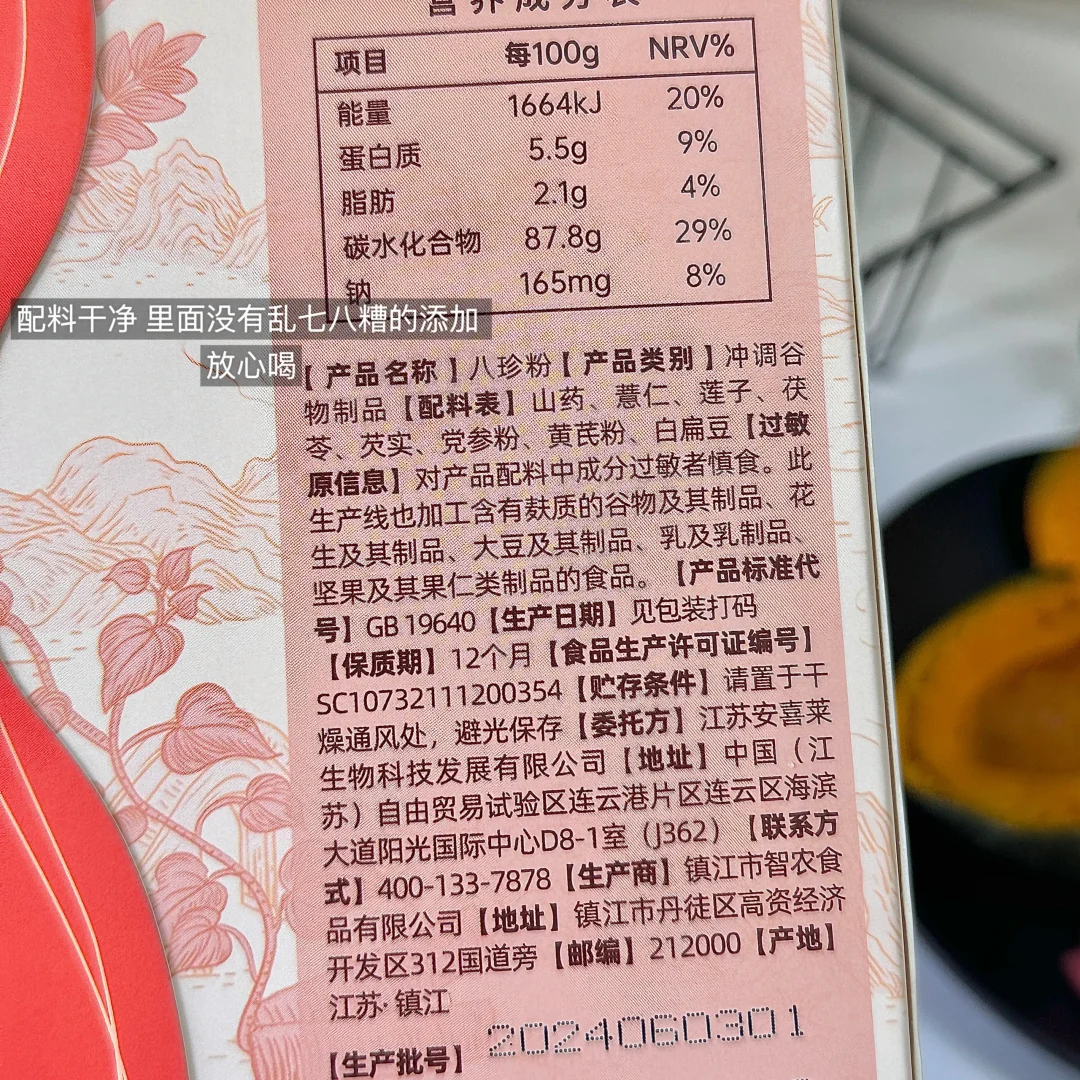 营养成分表
项目 每100g NRV%
能量 1664kJ 20%
蛋白质 5.5g 9%
脂肪 2.1g 4%
碳水化合物 87.8g 29%
钠 165mg 8%
配料干净 里面没有乱七八糟的添加
放心喝
【产品名称】八珍粉【产品类别】冲调谷
物制品【配料表】山药、薏仁、莲子、茯
苓、芡实、党参粉、黄芪粉、白扁豆【过敏
原信息】对产品配料中成分过敏者慎食。此
生产线也加工含有麸质的谷物及其制品、花
生及其制品、大豆及其制品、乳及乳制品、
坚果及其果仁类制品的食品。【产品标准代
号】GB 19640【生产日期】见包装打码
【保质期】12个月【食品生产许可证编号】
SC10732111200354【贮存条件】请置于干
燥通风处，避光保存【委托方】江苏安喜莱
生物科技发展有限公司【地址】中国（江
苏）自由贸易试验区连云港片区连云区海滨
大道阳光国际中心D8-1室（J362）【联系方
式】400-133-7878【生产商】镇江市智农食
品有限公司【地址】镇江市丹徒区高资经济
开发区312国道旁【邮编】212000【产地】
江苏·镇江
【生产批号】 2024060301